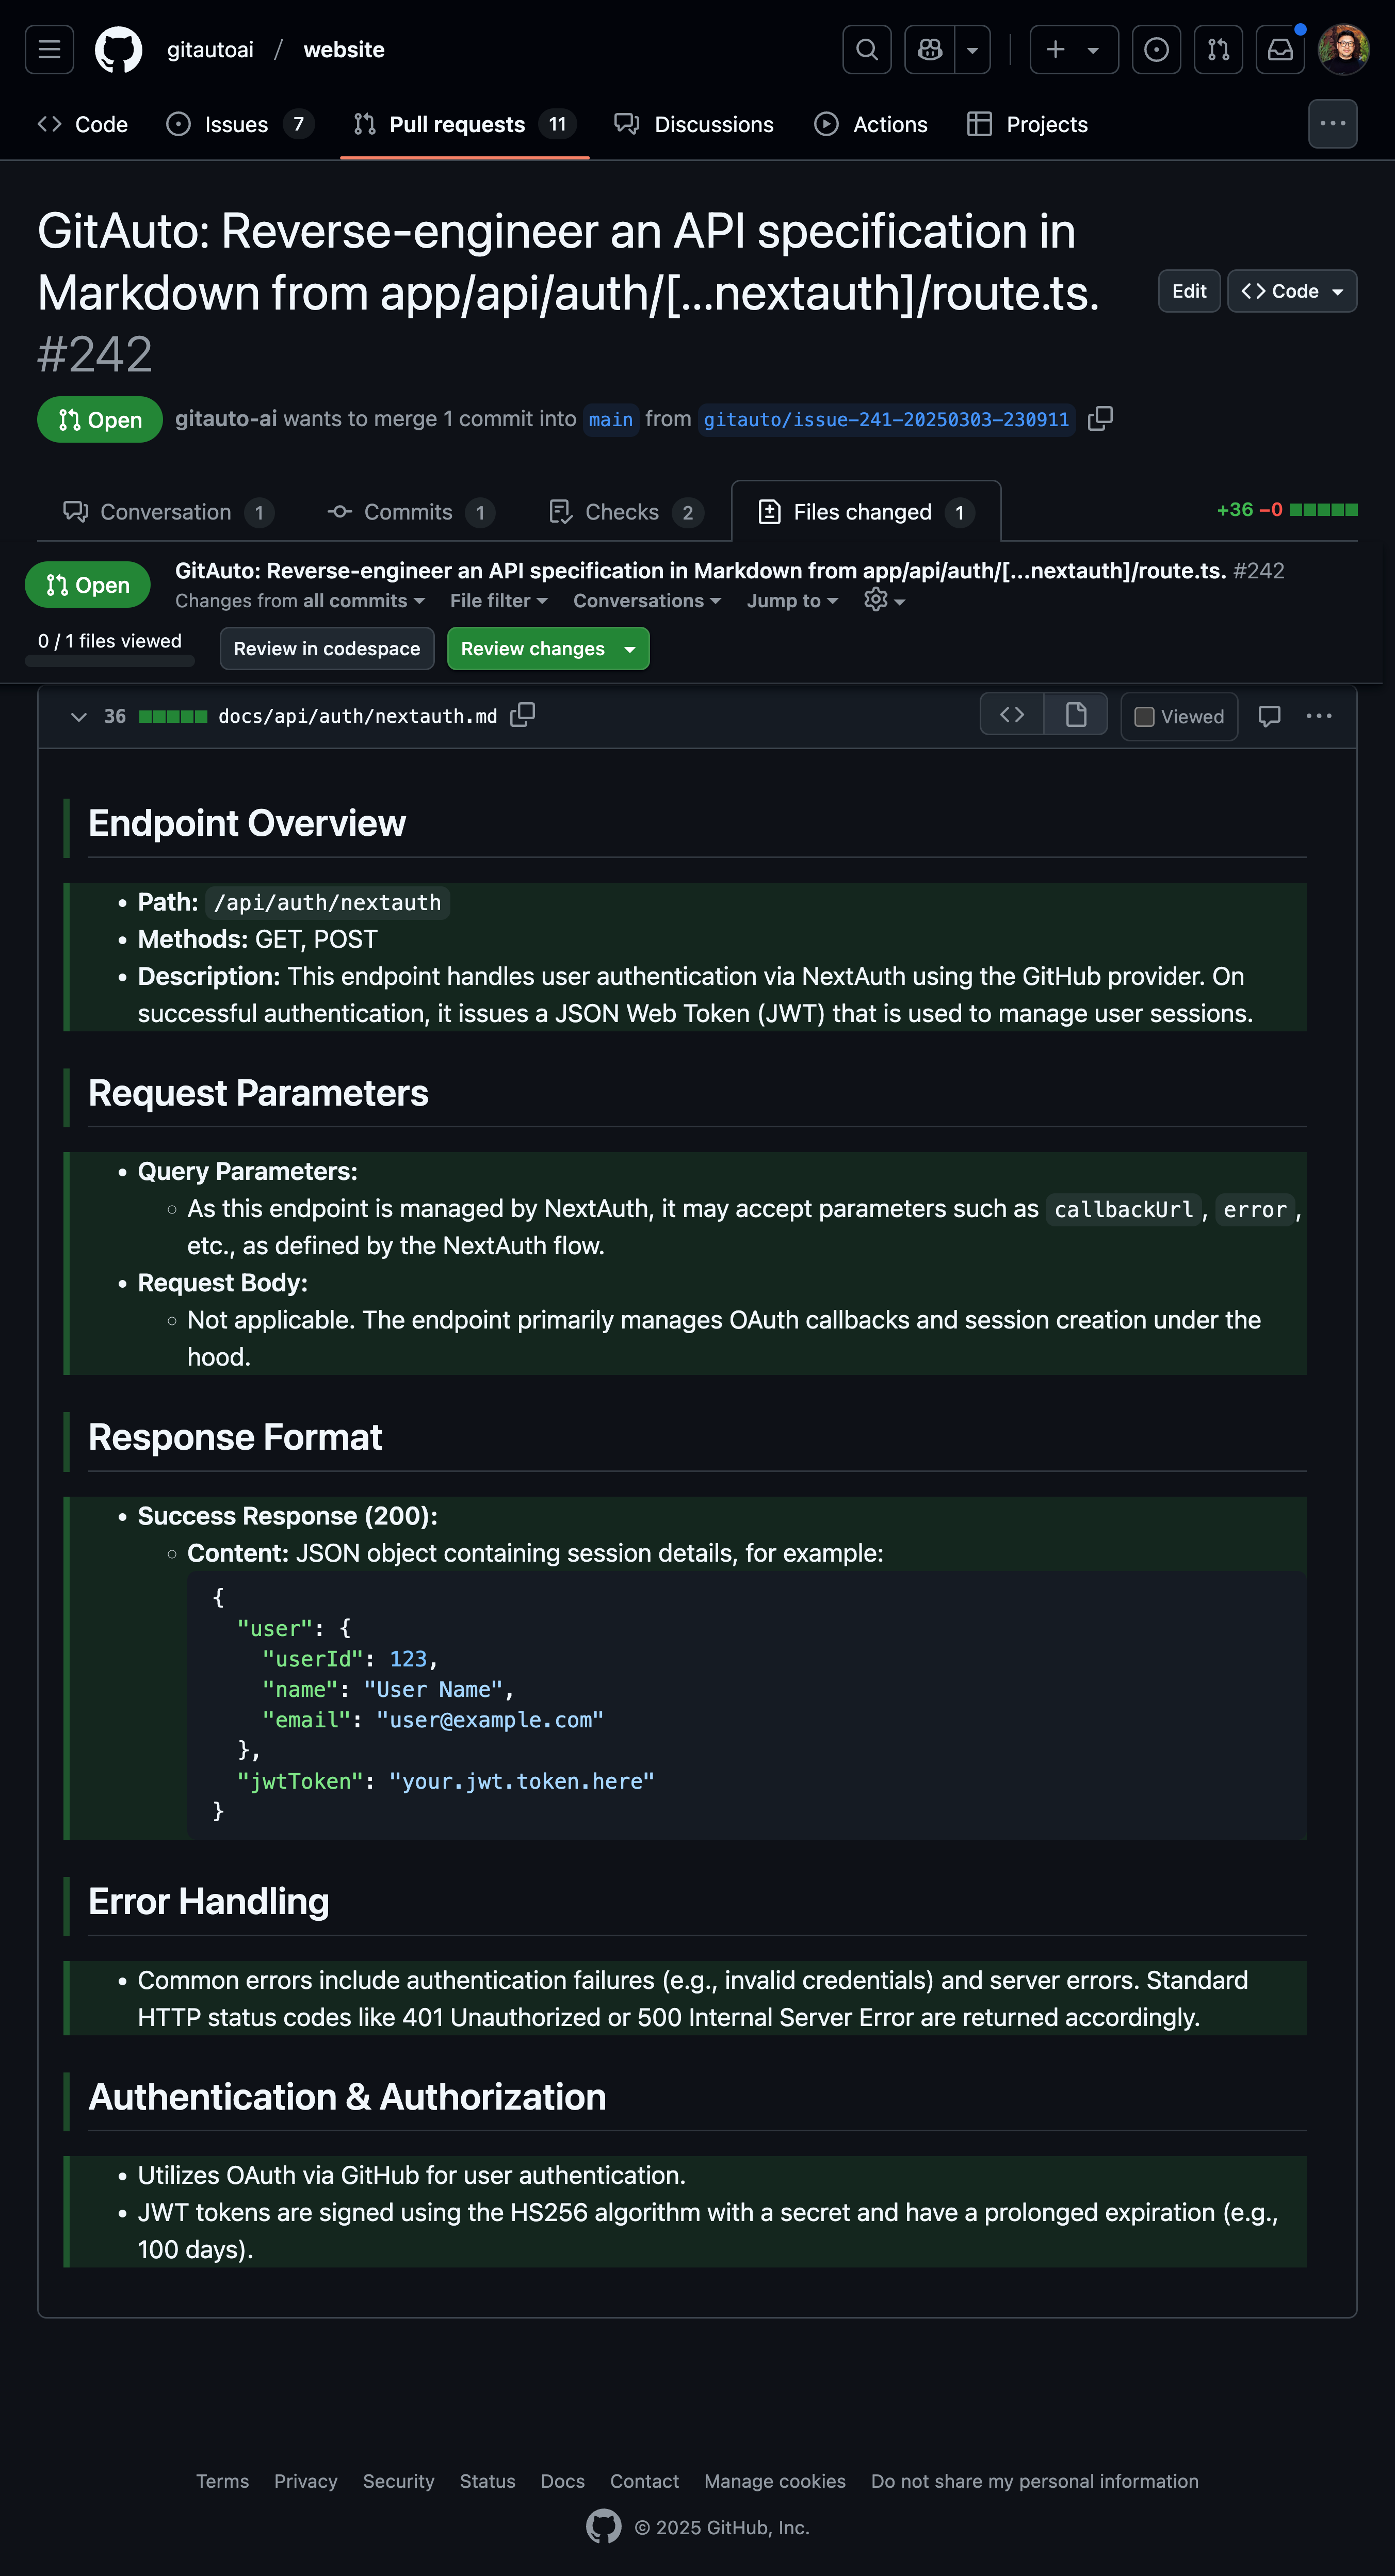 gitautoai / website
Code Issues 7 Pull requests 11 Discussions Actions Projects
GitAuto: Reverse-engineer an API specification in
Markdown from app/api/auth/[...nextauth]/route.ts.
#242
Edit
Code
Open
gitauto-ai wants to merge 1 commit into main from gitauto/issue-241-20250303-230911
Conversation 1 Commits 1 Checks 2 Files changed 1
+36 −0
Open
GitAuto: Reverse-engineer an API specification in Markdown from app/api/auth/[...nextauth]/route.ts. #242
Changes from all commits File filter Conversations Jump to
0 / 1 files viewed
Review in codespace
Review changes
36 docs/api/auth/nextauth.md
Viewed
Endpoint Overview
• Path: /api/auth/nextauth
• Methods: GET, POST
• Description: This endpoint handles user authentication via NextAuth using the GitHub provider. On
successful authentication, it issues a JSON Web Token (JWT) that is used to manage user sessions.
Request Parameters
• Query Parameters:
◦ As this endpoint is managed by NextAuth, it may accept parameters such as callbackUrl, error,
etc., as defined by the NextAuth flow.
• Request Body:
◦ Not applicable. The endpoint primarily manages OAuth callbacks and session creation under the
hood.
Response Format
• Success Response (200):
◦ Content: JSON object containing session details, for example:
{
"user": {
"userId": 123,
"name": "User Name",
"email": "user@example.com"
},
"jwtToken": "your.jwt.token.here"
}
Error Handling
• Common errors include authentication failures (e.g., invalid credentials) and server errors. Standard
HTTP status codes like 401 Unauthorized or 500 Internal Server Error are returned accordingly.
Authentication & Authorization
• Utilizes OAuth via GitHub for user authentication.
• JWT tokens are signed using the HS256 algorithm with a secret and have a prolonged expiration (e.g.,
100 days).
Terms Privacy Security Status Docs Contact Manage cookies Do not share my personal information
© 2025 GitHub, Inc.